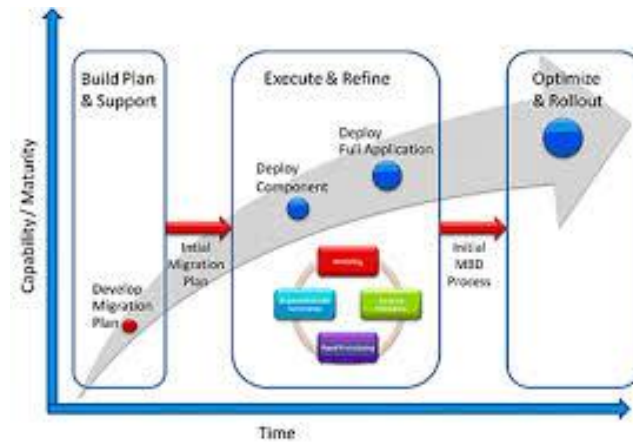 Build Plan
& Support
Execute & Refine
Optimize
& Rollout
Deploy
Full Application
Deploy
Component
Intial
Migration
Plan
Initial
MBD
Process
Develop
Migration
Plan
Capability / Maturity
Time